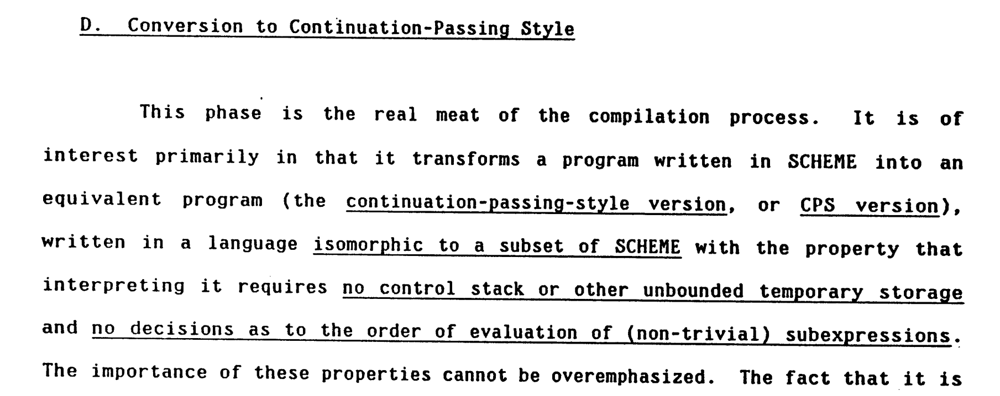 D. Conversion to Continuation-Passing Style
This phase is the real meat of the compilation process. It is of
interest primarily in that it transforms a program written in SCHEME into an
equivalent program (the continuation-passing-style version, or CPS version),
written in a language isomorphic to a subset of SCHEME with the property that
interpreting it requires no control stack or other unbounded temporary storage
and no decisions as to the order of evaluation of (non-trivial) subexpressions.
The importance of these properties cannot be overemphasized. The fact that it is